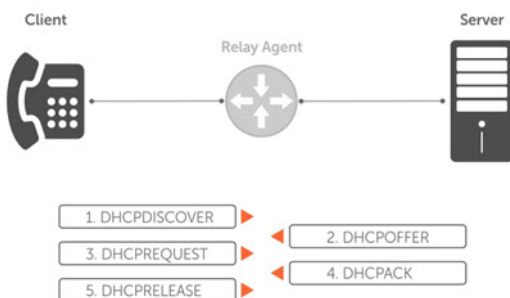 Client
Server
Relay Agent
1. DHCPDISCOVER
2. DHCPOFFER
3. DHCPREQUEST
4. DHCPACK
5. DHCPRELEASE